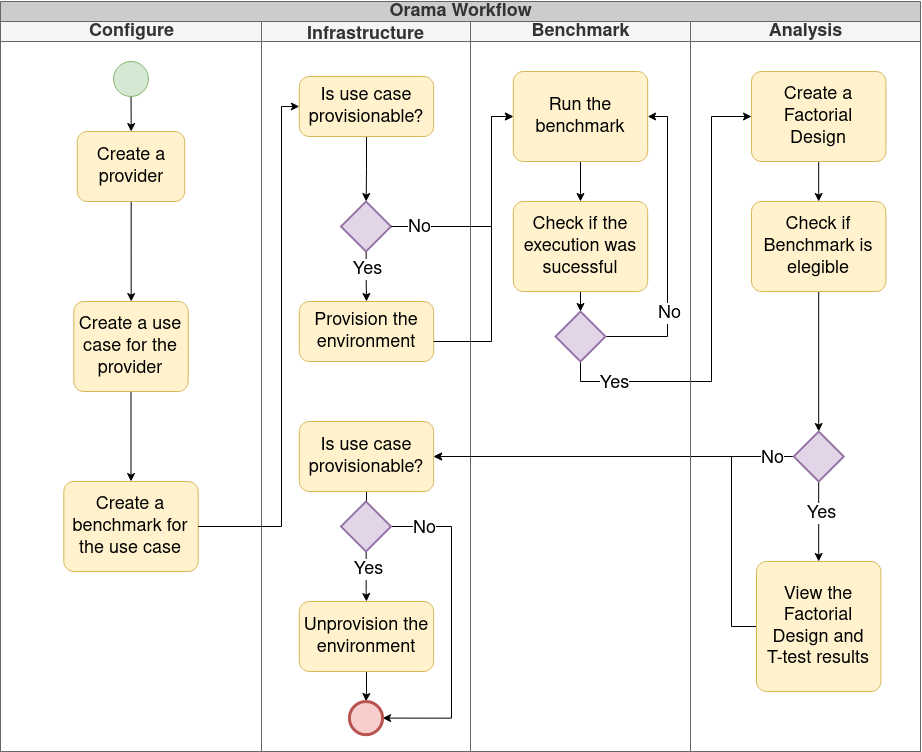 Orama Workflow
Configure
Infrastructure
Benchmark
Analysis
Create a
provider
Create a use
case for the
provider
Create a
benchmark for
the use case
Is use case
provisionable?
No
Yes
Provision the
environment
Run the
benchmark
Check if the
execution was
sucessful
No
Yes
Create a
Factorial
Design
Check if
Benchmark is
elegible
No
Yes
View the
Factorial
Design and
T-test results
Is use case
provisionable?
No
Yes
Unprovision the
environment